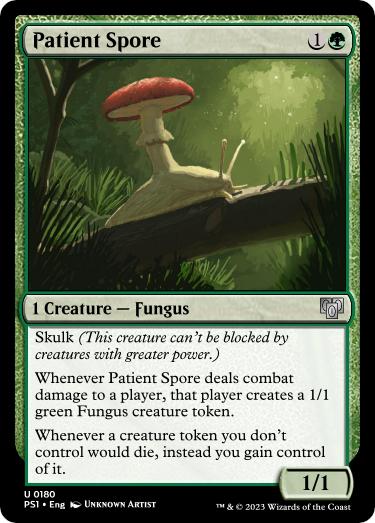 Patient Spore 1
1 Creature — Fungus
Skulk (This creature can't be blocked by
creatures with greater power.)
Whenever Patient Spore deals combat
damage to a player, that player creates a 1/1
green Fungus creature token.
Whenever a creature token you don't
control would die, instead you gain control
of it.
1/1
U 0180
PS1 • Eng Unknown Artist
™ & © 2023 Wizards of the Coast